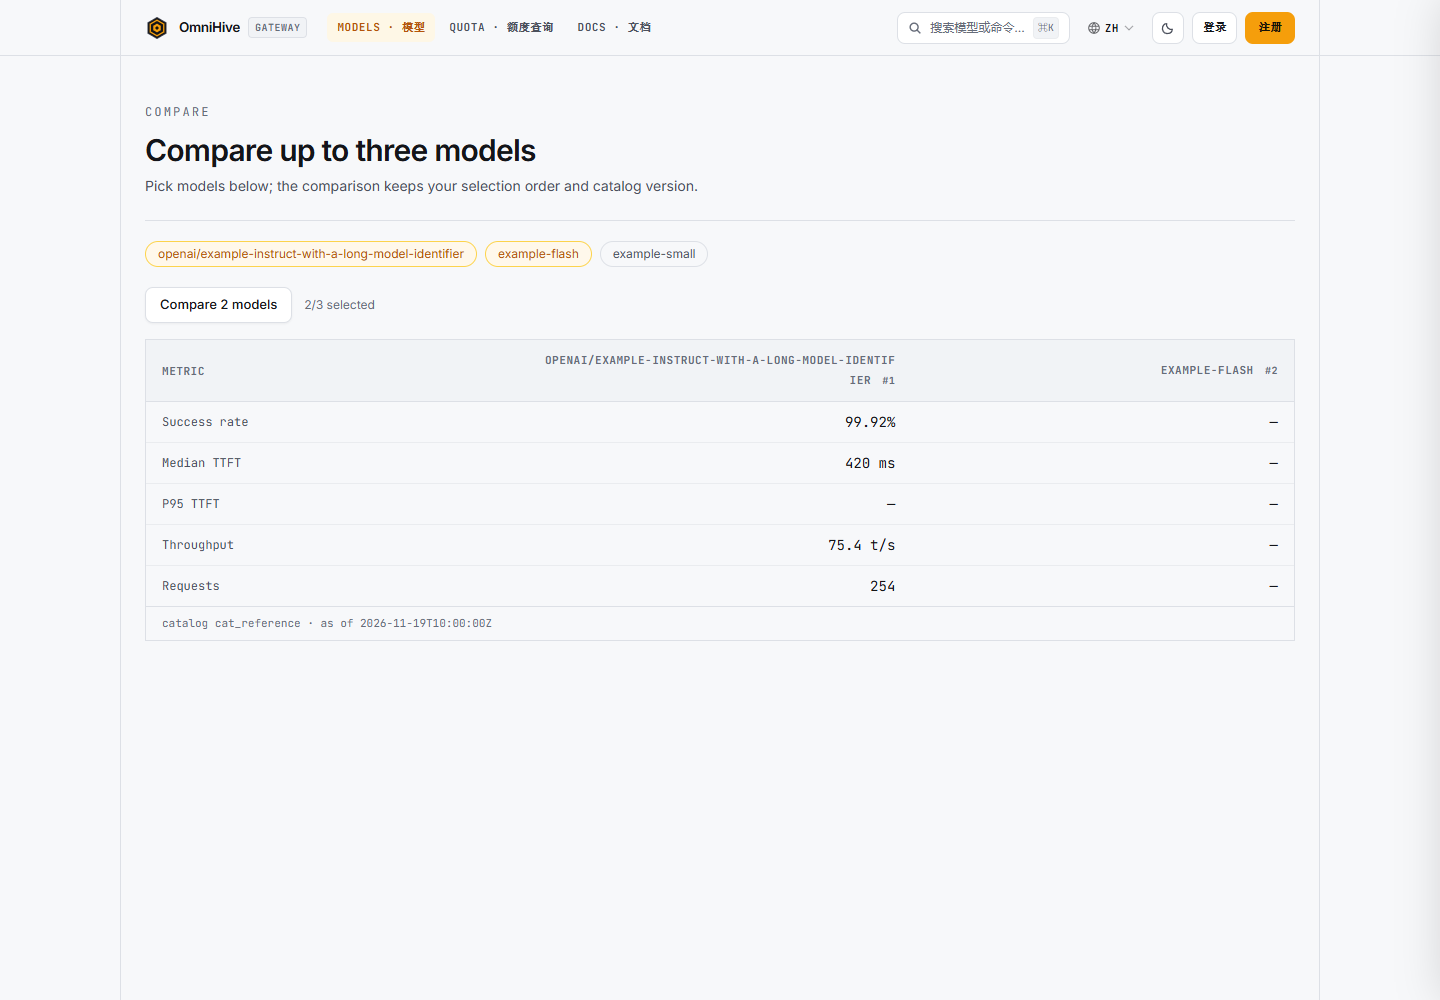 OmniHive GATEWAY MODELS · 模型 QUOTA · 额度查询 DOCS · 文档 搜索模型或命令... ⌘K ZH 登录 注册
COMPARE
Compare up to three models
Pick models below; the comparison keeps your selection order and catalog version.
openai/example-instruct-with-a-long-model-identifier example-flash example-small
Compare 2 models 2/3 selected
METRIC OPENAI/EXAMPLE-INSTRUCT-WITH-A-LONG-MODEL-IDENTIF
IER #1 EXAMPLE-FLASH #2
Success rate 99.92% —
Median TTFT 420 ms —
P95 TTFT — —
Throughput 75.4 t/s —
Requests 254 —
catalog cat_reference · as of 2026-11-19T10:00:00Z